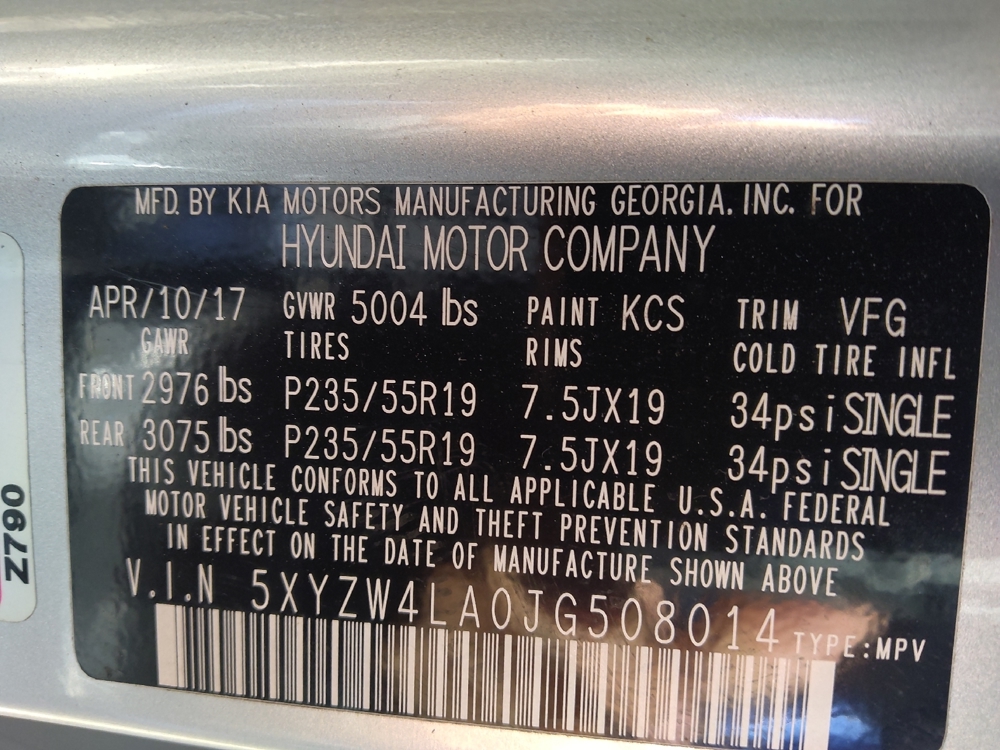 MFD. BY KIA MOTORS MANUFACTURING GEORGIA. INC. FOR
HYUNDAI MOTOR COMPANY
APR/10/17 GVWR 5004 lbs PAINT KCS TRIM VFG
GAWR TIRES RIMS COLD TIRE INFL
FRONT 2976 lbs P235/55R19 7.5JX19 34psi SINGLE
REAR 3075 lbs P235/55R19 7.5JX19 34psi SINGLE
THIS VEHICLE CONFORMS TO ALL APPLICABLE U.S.A. FEDERAL
MOTOR VEHICLE SAFETY AND THEFT PREVENTION STANDARDS
IN EFFECT ON THE DATE OF MANUFACTURE SHOWN ABOVE
V.I.N 5XYZW4LA0JG508014 TYPE:MPV
Z790